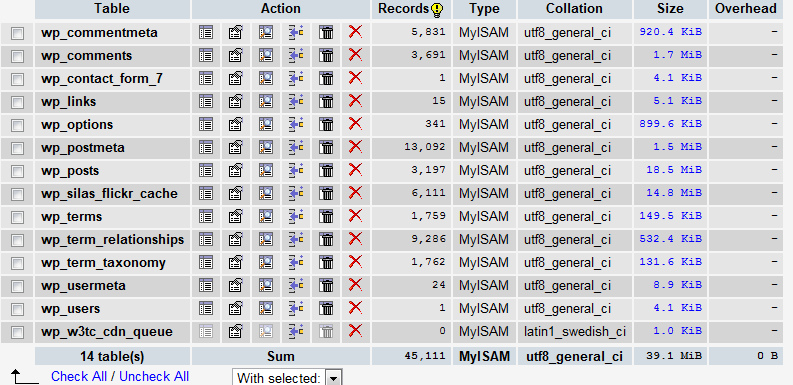 Table Action Records Type Collation Size Overhead
wp_commentmeta 5,831 MyISAM utf8_general_ci 920.4 KiB -
wp_comments 3,691 MyISAM utf8_general_ci 1.7 MiB -
wp_contact_form_7 1 MyISAM utf8_general_ci 4.1 KiB -
wp_links 15 MyISAM utf8_general_ci 5.1 KiB -
wp_options 341 MyISAM utf8_general_ci 899.6 KiB -
wp_postmeta 13,092 MyISAM utf8_general_ci 1.5 MiB -
wp_posts 3,197 MyISAM utf8_general_ci 18.5 MiB -
wp_silas_flickr_cache 6,111 MyISAM utf8_general_ci 14.8 MiB -
wp_terms 1,759 MyISAM utf8_general_ci 149.5 KiB -
wp_term_relationships 9,286 MyISAM utf8_general_ci 532.4 KiB -
wp_term_taxonomy 1,762 MyISAM utf8_general_ci 131.6 KiB -
wp_usermeta 24 MyISAM utf8_general_ci 8.9 KiB -
wp_users 1 MyISAM utf8_general_ci 4.1 KiB -
wp_w3tc_cdn_queue 0 MyISAM latin1_swedish_ci 1.0 KiB -
14 table(s) Sum 45,111 MyISAM utf8_general_ci 39.1 MiB 0 B
Check All / Uncheck All With selected: